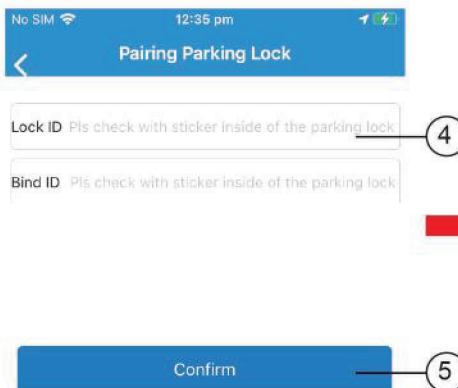 No SIM 12:35 pm
Pairing Parking Lock
Lock ID Pls check with sticker inside of the parking lock
4
Bind ID Pls check with sticker inside of the parking lock
Confirm
5